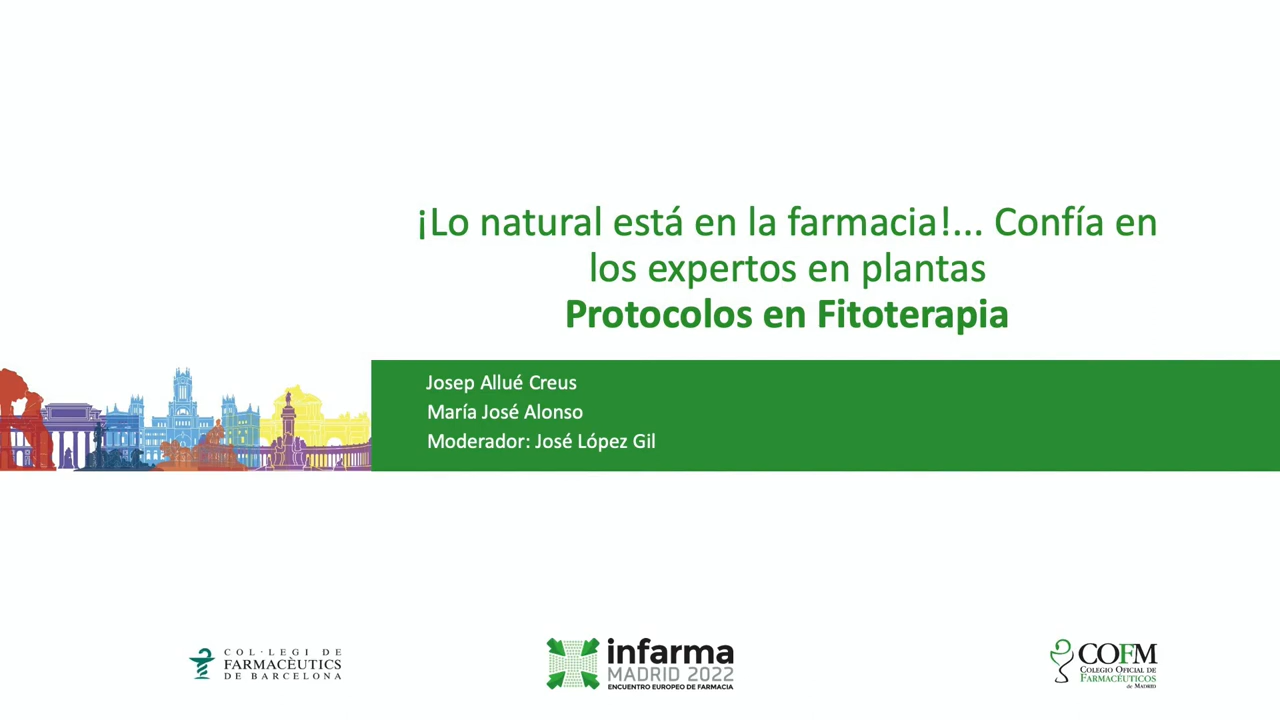 ¡Lo natural está en la farmacia!... Confía en
los expertos en plantas
Protocolos en Fitoterapia
Josep Allué Creus
María José Alonso
Moderador: José López Gil
COL·LEGI DE
FARMACÈUTICS
DE BARCELONA
infarma
MADRID 2022
ENCUENTRO EUROPEO DE FARMACIA
COFM
COLEGIO OFICIAL DE
FARMACÉUTICOS
DE MADRID